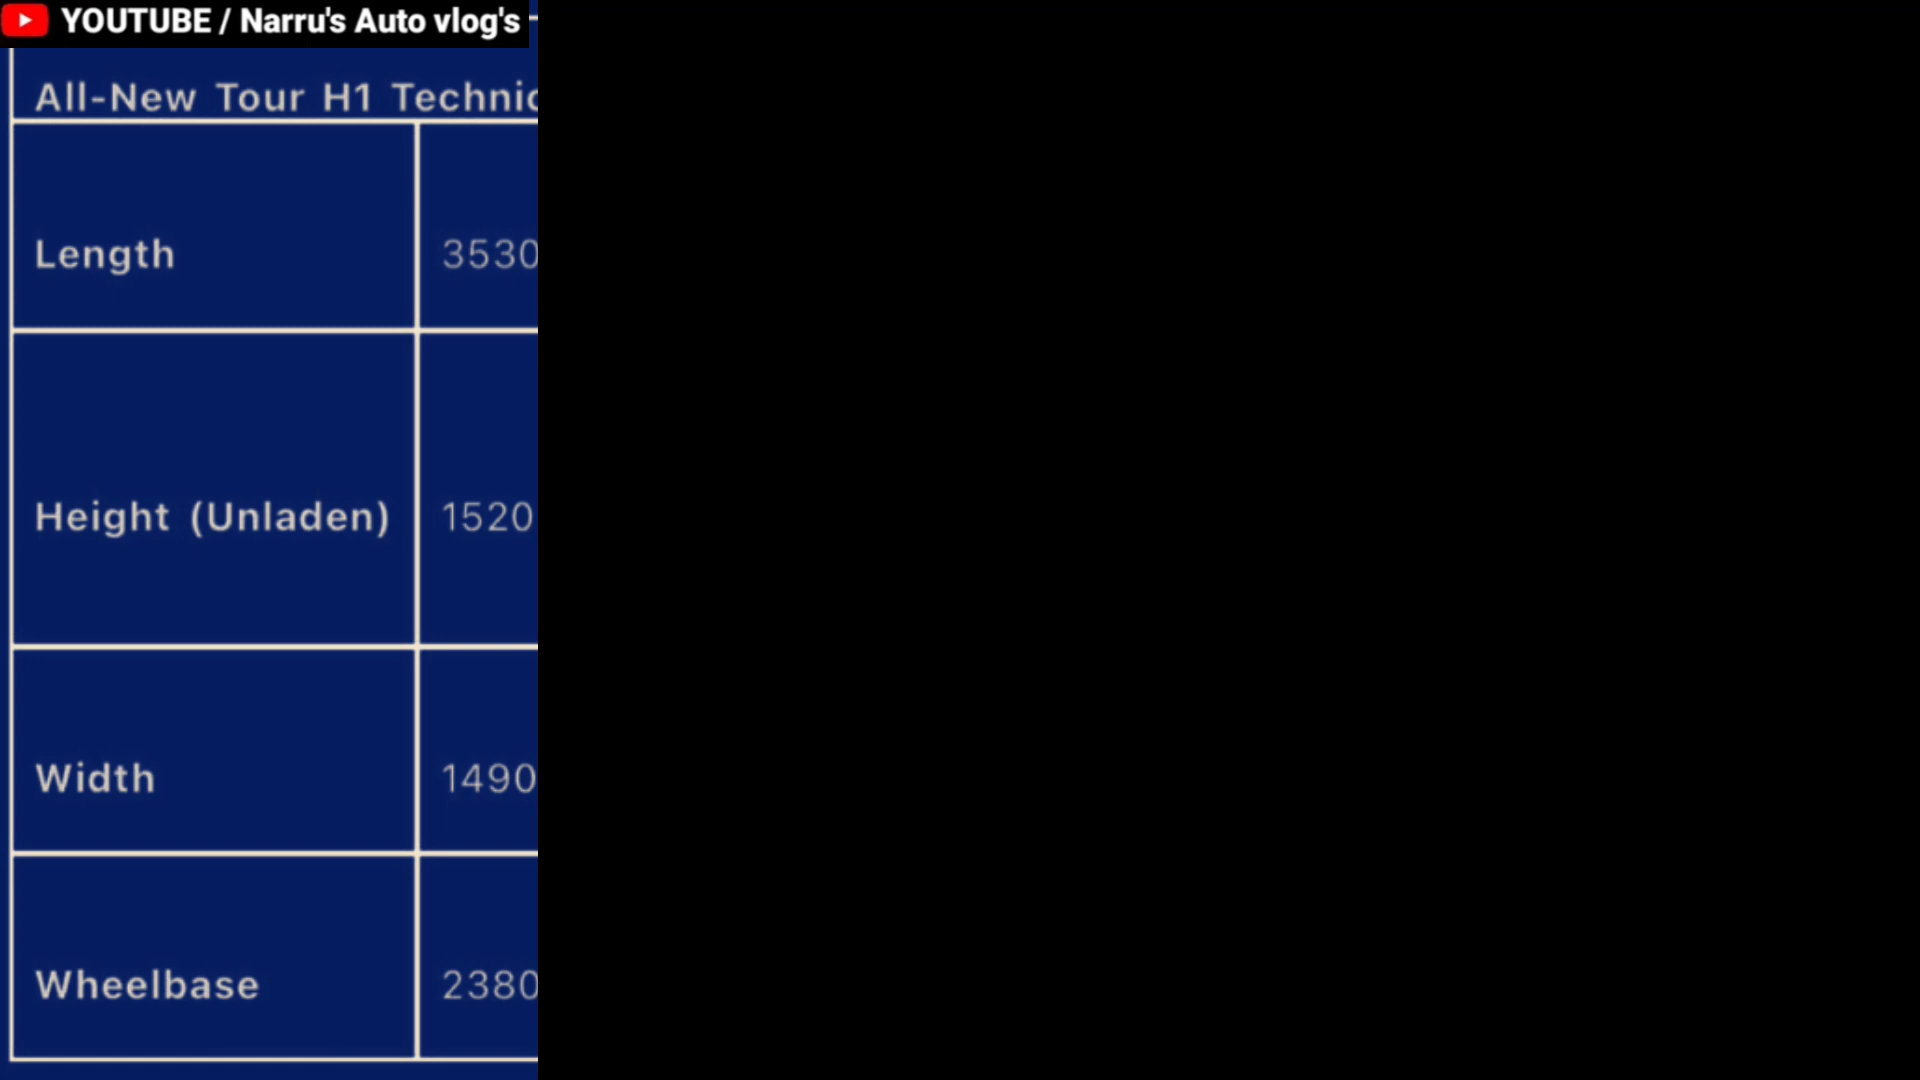 YOUTUBE / Narru's Auto vlog's
All-New Tour H1
Length 3530
Height (Unladen) 1520
Width 1490
Wheelbase 2380